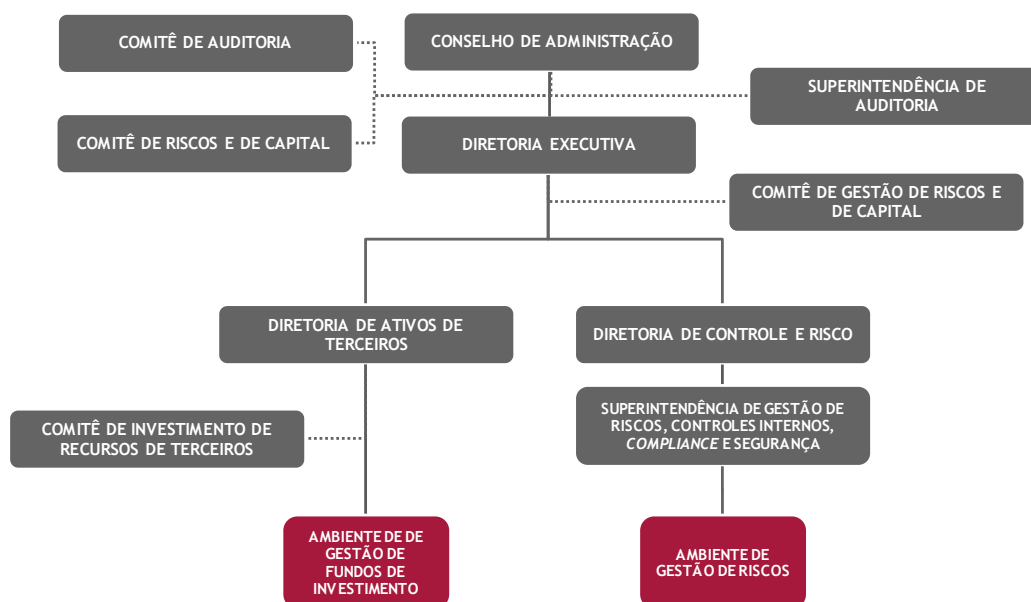 COMITÊ DE AUDITORIA
CONSELHO DE ADMINISTRAÇÃO
SUPERINTENDÊNCIA DE
AUDITORIA
COMITÊ DE RISCOS E DE CAPITAL
DIRETORIA EXECUTIVA
COMITÊ DE GESTÃO DE RISCOS E
DE CAPITAL
DIRETORIA DE ATIVOS DE
TERCEIROS
DIRETORIA DE CONTROLE E RISCO
COMITÊ DE INVESTIMENTO DE
RECURSOS DE TERCEIROS
SUPERINTENDÊNCIA DE GESTÃO DE
RISCOS, CONTROLES INTERNOS,
COMPLIANCE E SEGURANÇA
AMBIENTE DE
GESTÃO DE
FUNDOS DE
INVESTIMENTO
AMBIENTE DE
GESTÃO DE RISCOS